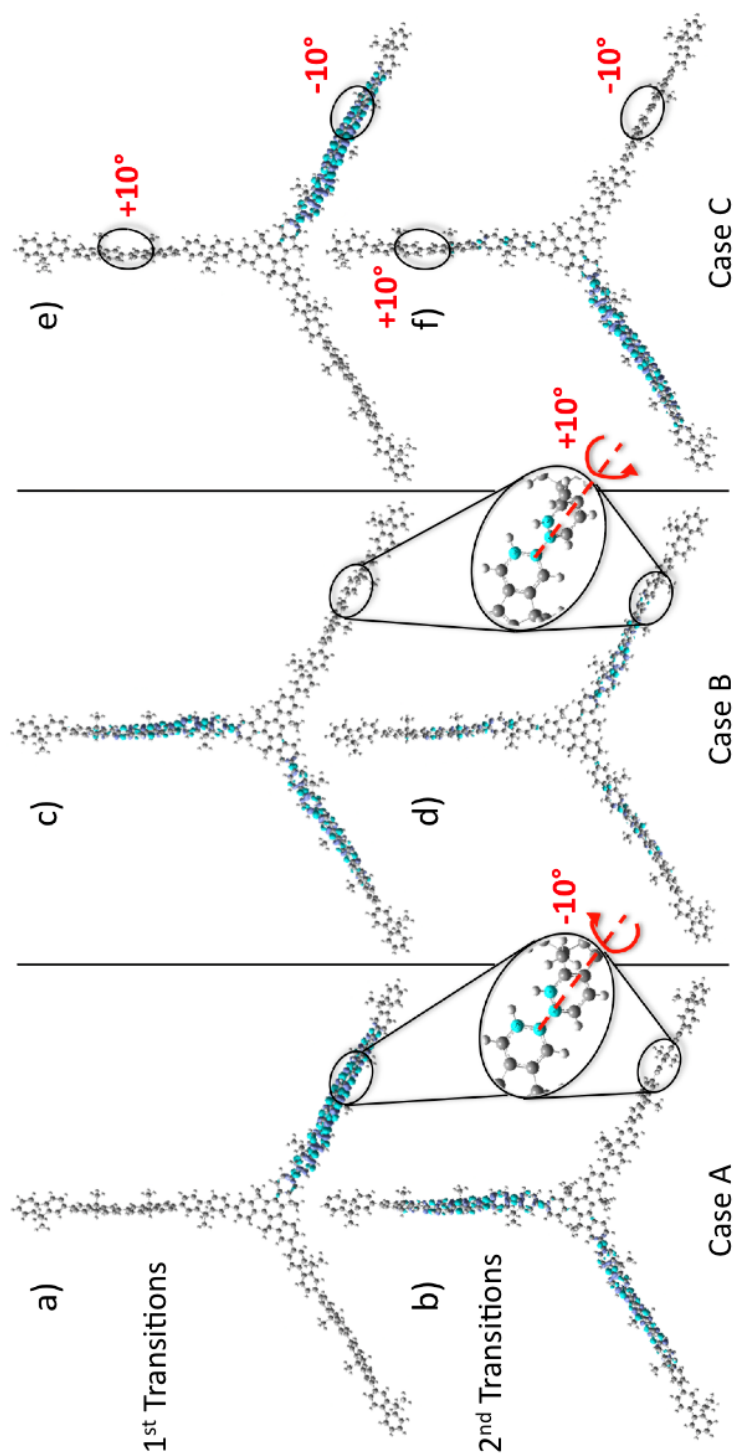 a)
c)
e)
+10°
-10°
1st Transitions
b)
d)
f)
2nd Transitions
-10°
+10°
+10°
-10°
Case A
Case B
Case C